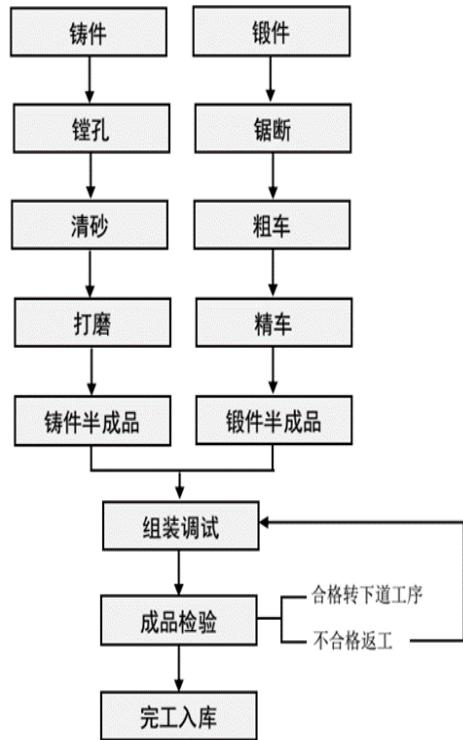 铸件
锻件
镗孔
锯断
清砂
粗车
打磨
精车
铸件半成品
锻件半成品
组装调试
成品检验
合格转下道工序
不合格返工
完工入库